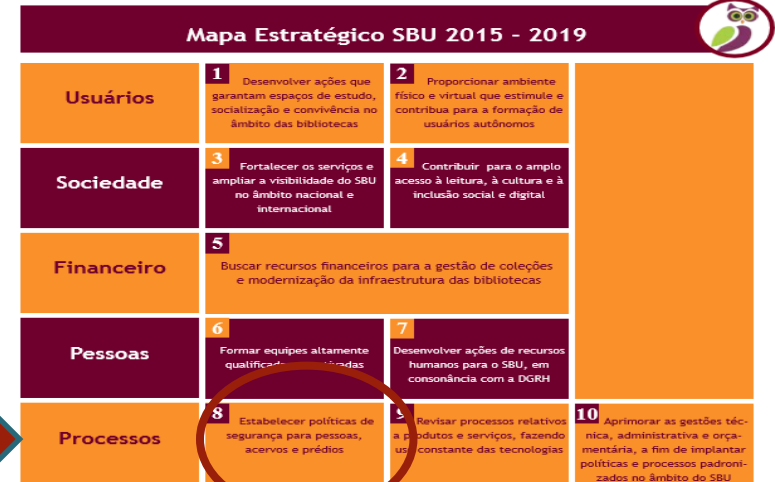 Mapa Estratégico SBU 2015 - 2019
Usuários
1
Desenvolver ações que
garantam espaços de estudo,
socialização e convivência no
âmbito das bibliotecas
2
Proporcionar ambiente
físico e virtual que estimule e
contribua para a formação de
usuários autônomos
Sociedade
3
Fortalecer os serviços e
ampliar a visibilidade do SBU
no âmbito nacional e
internacional
4
Contribuir para o amplo
acesso à leitura, à cultura e à
inclusão social e digital
Financeiro
5
Buscar recursos financeiros para a gestão de coleções
e modernização da infraestrutura das bibliotecas
Pessoas
6
Formar equipes altamente
7
Desenvolver ações de recursos
humanos para o SBU, em
consonância com a DGRH
Processos
8
Estabelecer políticas de
segurança para pessoas,
acervos e prédios
9
Revisar processos relativos
a produtos e serviços, fazendo
uso constante das tecnologias
10
Aprimorar as gestões téc-
nica, administrativa e orça-
mentária, a fim de implantar
políticas e processos padroni-
zados no âmbito do SBU